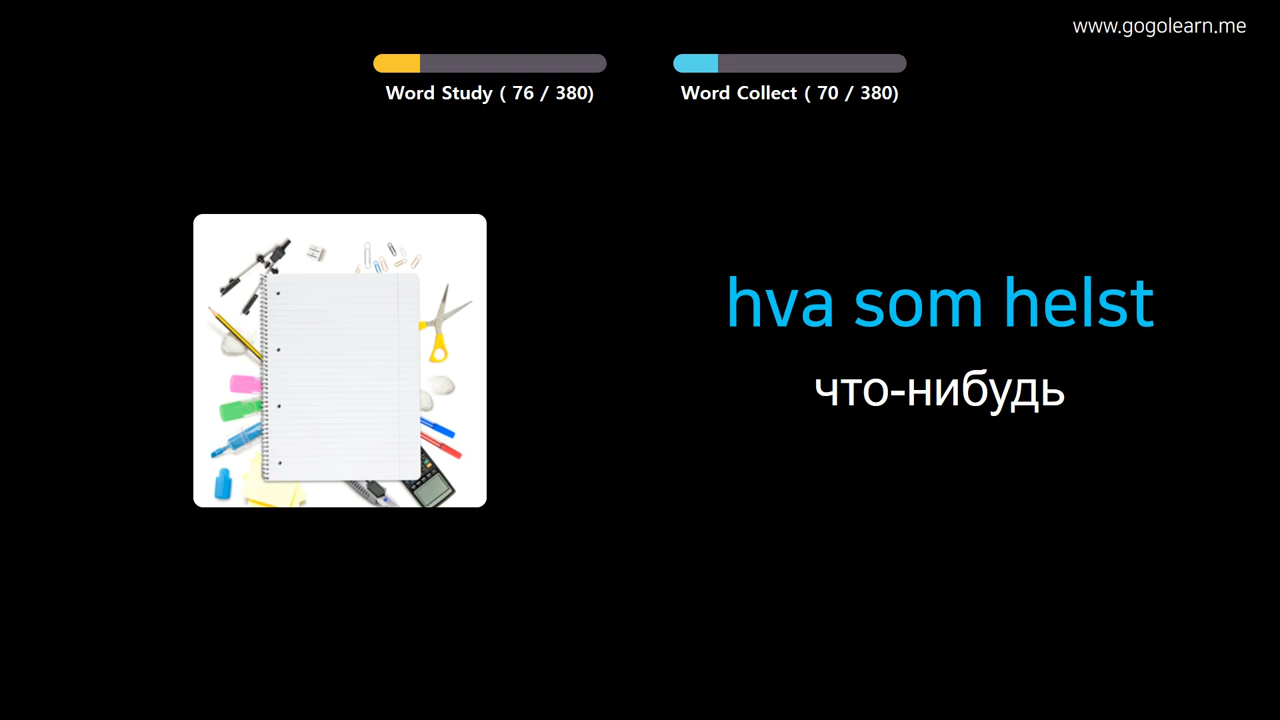 www.gogolearn.me
Word Study ( 76 / 380)
Word Collect ( 70 / 380)
hva som helst
что-нибудь